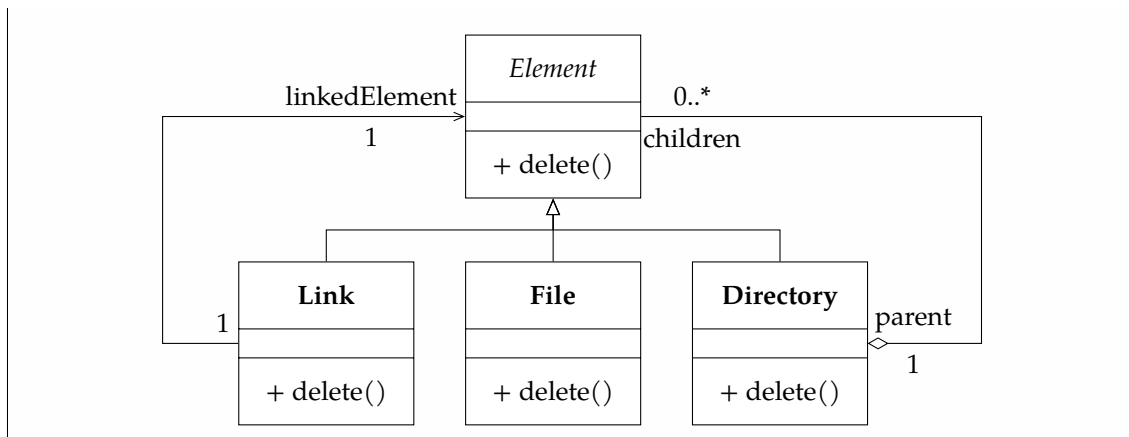 Element
linkedElement
0..*
1
children
+ delete()
Link
File
Directory
1
parent
1
+ delete()
+ delete()
+ delete()